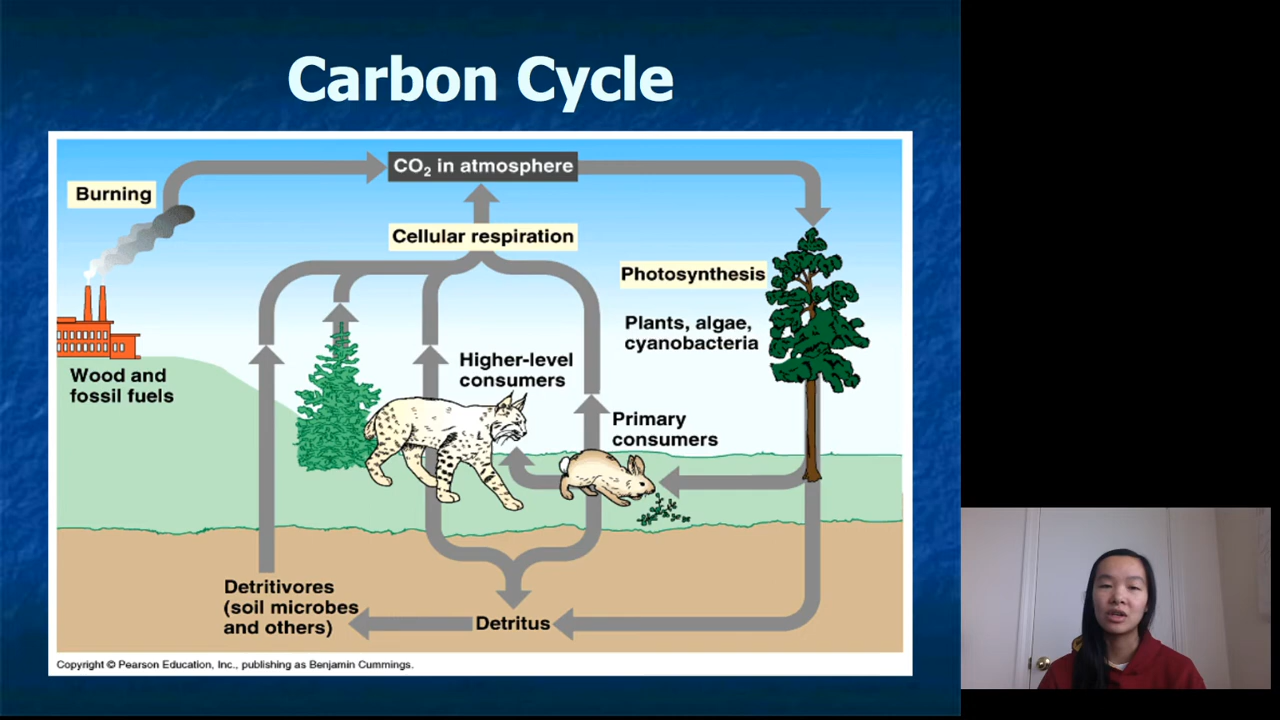 Carbon Cycle
CO₂ in atmosphere
Burning
Cellular respiration
Photosynthesis
Plants, algae,
cyanobacteria
Higher-level
consumers
Wood and
fossil fuels
Primary
consumers
Detritivores
(soil microbes
and others)
Detritus
Copyright © Pearson Education, Inc., publishing as Benjamin Cummings.